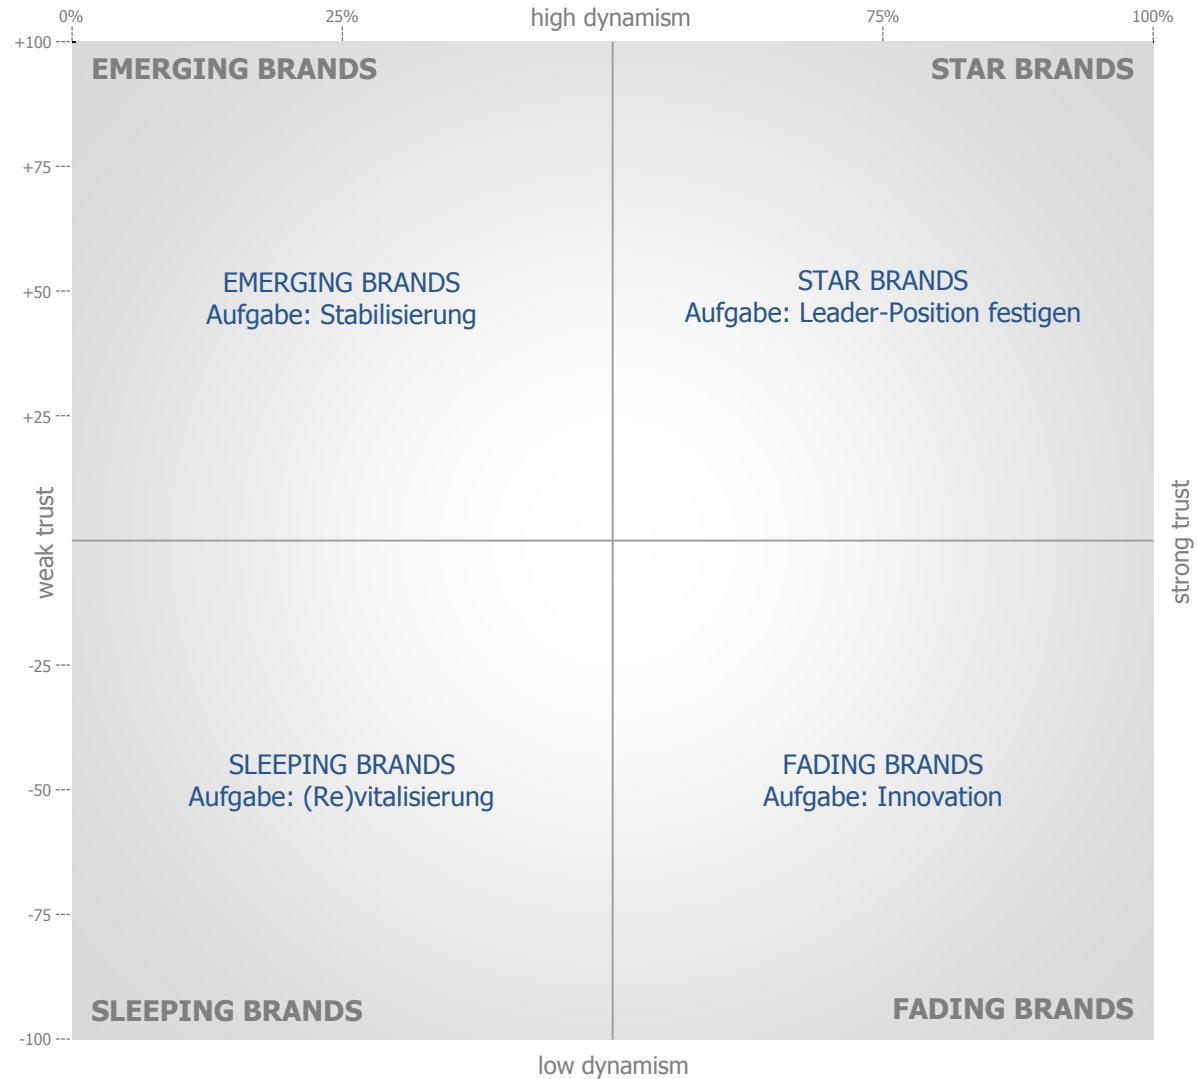 0%
25%
high dynamism
75%
100%
+100
EMERGING BRANDS
STAR BRANDS
+75
+50
EMERGING BRANDS
Aufgabe: Stabilisierung
STAR BRANDS
Aufgabe: Leader-Position festigen
+25
weak trust
strong trust
-25
SLEEPING BRANDS
Aufgabe: (Re)vitalisierung
FADING BRANDS
Aufgabe: Innovation
-50
-75
SLEEPING BRANDS
FADING BRANDS
-100
low dynamism